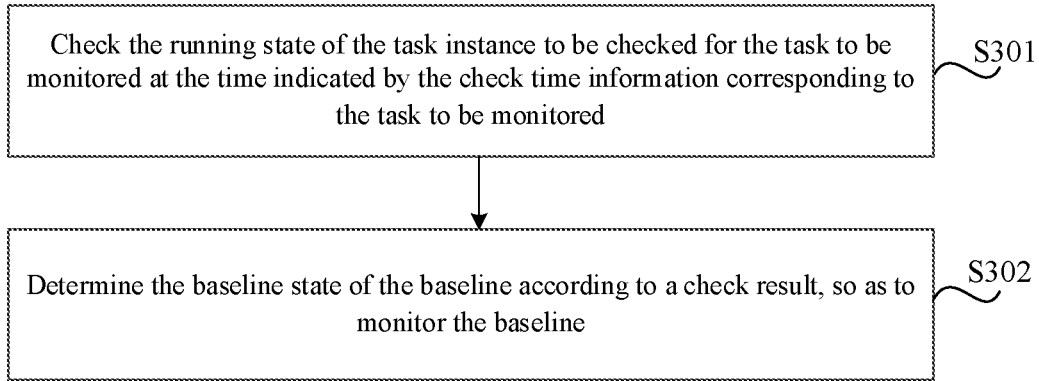 Check the running state of the task instance to be checked for the task to be
monitored at the time indicated by the check time information corresponding to
the task to be monitored
S301
Determine the baseline state of the baseline according to a check result, so as to
monitor the baseline
S302